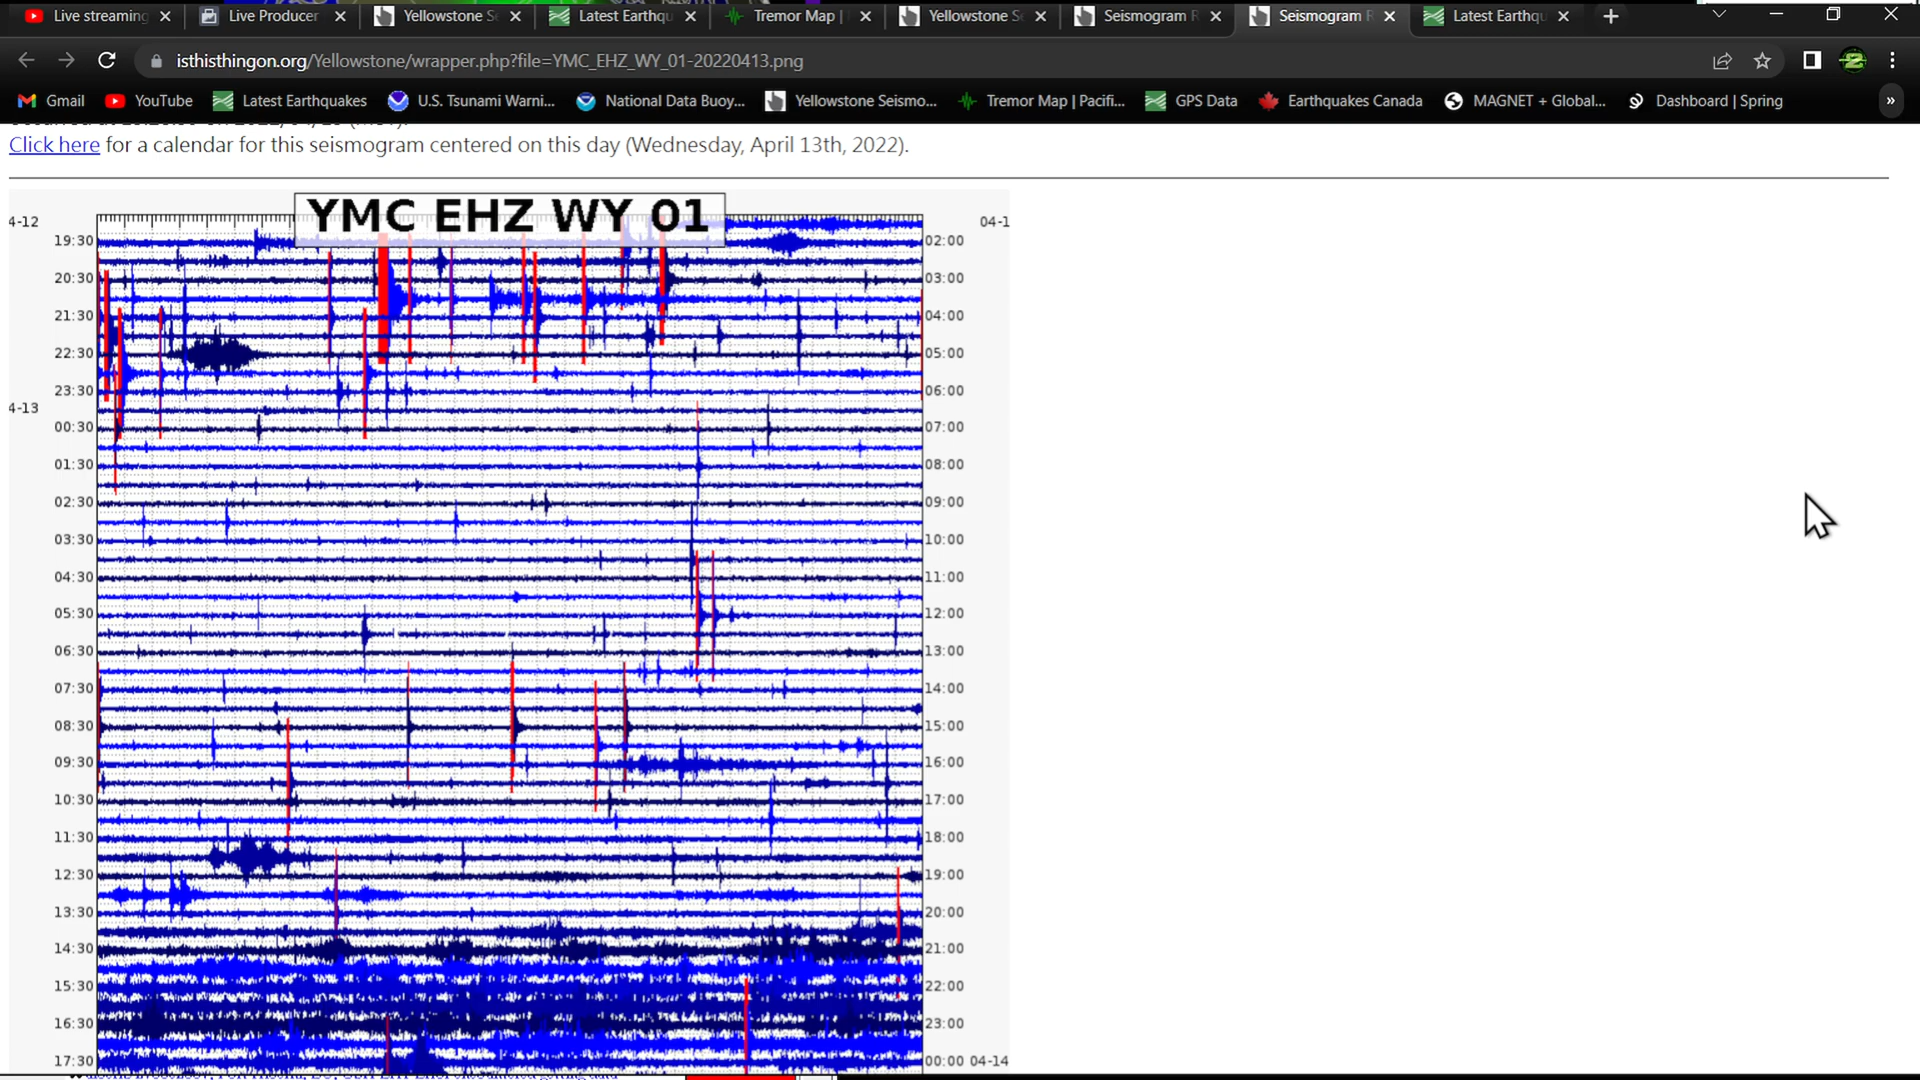 Live streaming
Live Producer
Yellowstone Se
Latest Earthqu
Tremor Map |
Yellowstone Se
Seismogram R
Seismogram R
Latest Earthqu
isthisthingon.org/Yellowstone/wrapper.php?file=YMC_EHZ_WY_01-20220413.png
Gmail
YouTube
Latest Earthquakes
U.S. Tsunami Warni...
National Data Buoy...
Yellowstone Seismo...
Tremor Map | Pacifi...
GPS Data
Earthquakes Canada
MAGNET + Global...
Dashboard | Spring
»
Click here for a calendar for this seismogram centered on this day (Wednesday, April 13th, 2022).
YMC EHZ WY 01
4-12 04-1
19:30 02:00
20:30 03:00
21:30 04:00
22:30 05:00
23:30 06:00
4-13
00:30 07:00
01:30 08:00
02:30 09:00
03:30 10:00
04:30 11:00
05:30 12:00
06:30 13:00
07:30 14:00
08:30 15:00
09:30 16:00
10:30 17:00
11:30 18:00
12:30 19:00
13:30 20:00
14:30 21:00
15:30 22:00
16:30 23:00
17:30 00:00 04-14